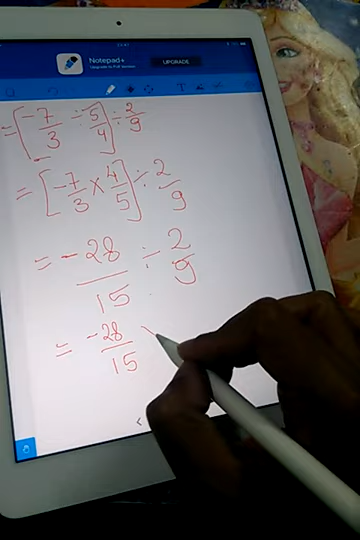 Notepad+
UPGRADE
T
= [-7/3 ÷ 5/4] ÷ 2/9
= [-7/3 × 4/5] ÷ 2/9
= -28/15 ÷ 2/9
= -28/15